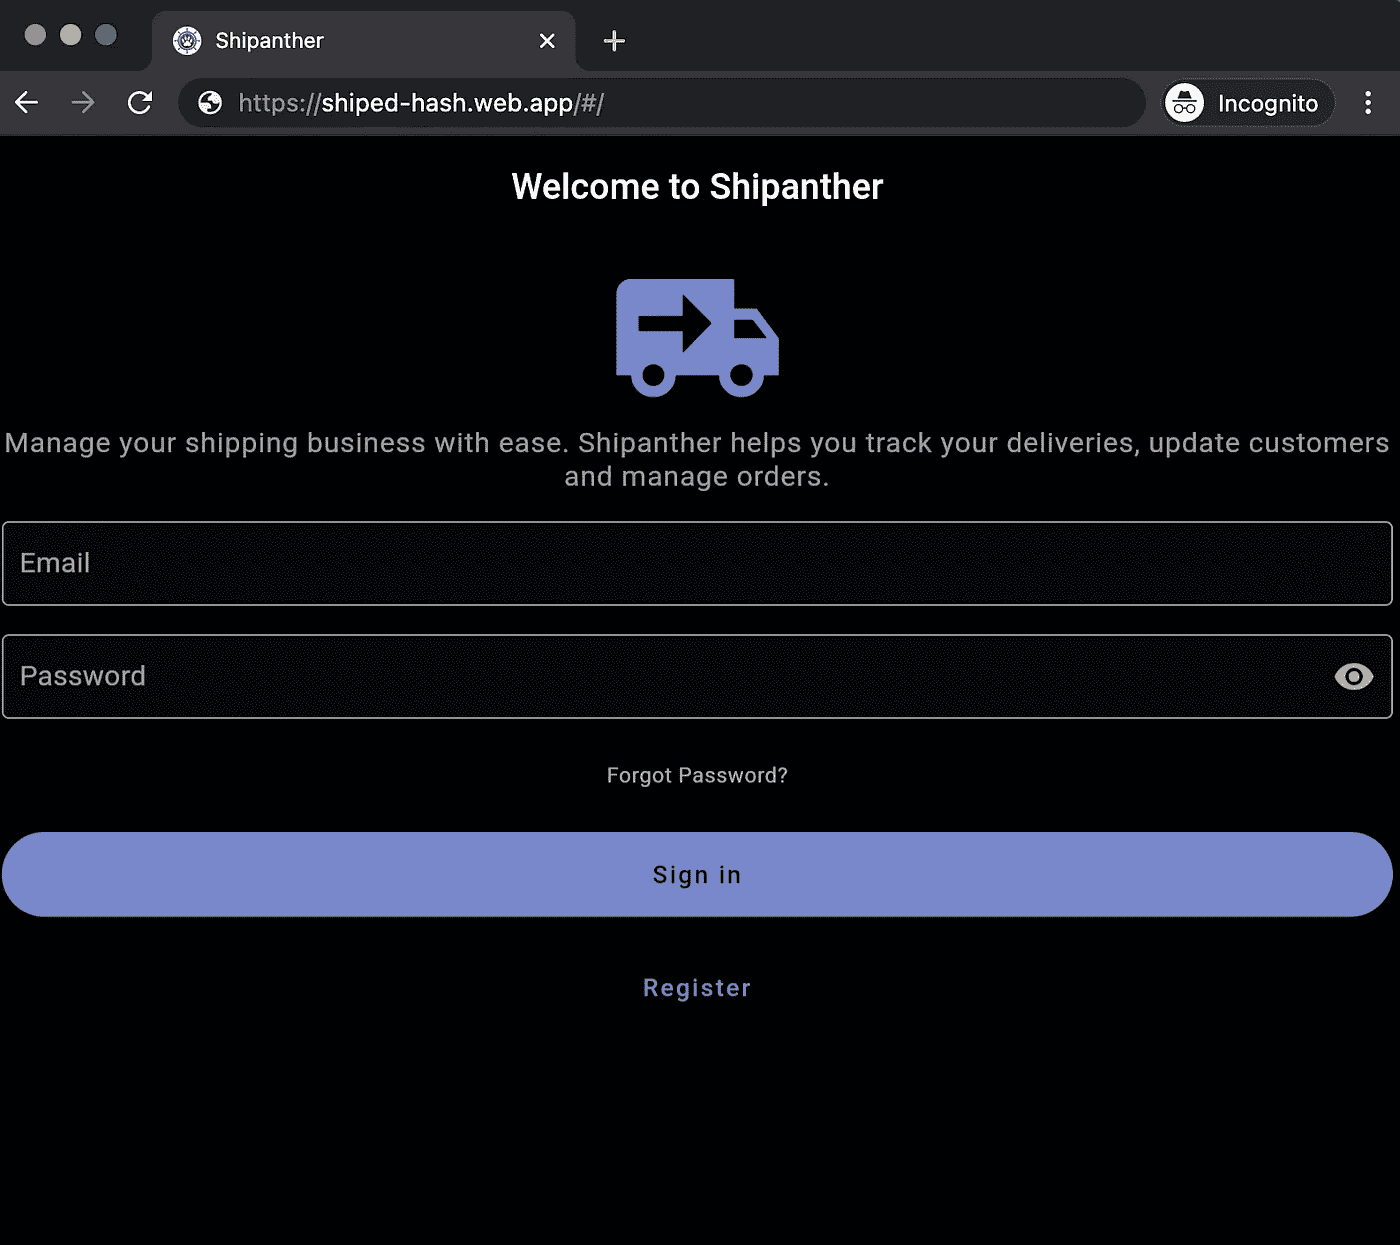 Shipanther
https://shiped-hash.web.app/#/
Incognito
Welcome to Shipanther
Manage your shipping business with ease. Shipanther helps you track your deliveries, update customers
and manage orders.
Email
Password
Forgot Password?
Sign in
Register